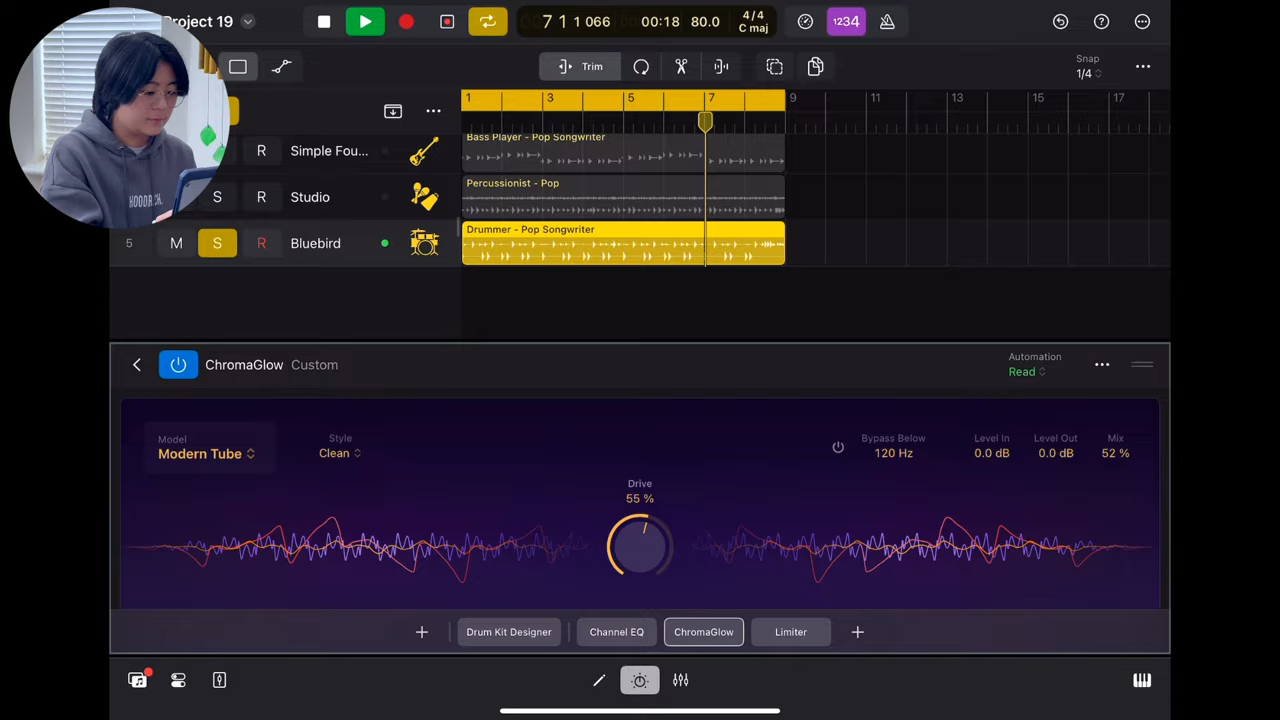 Project 19
7 1 1 066
00:18
80.0
4/4
C maj
1234
Trim
Snap
1/4
1
3
5
7
9
11
13
15
17
R
Simple Fou...
Bass Player - Pop Songwriter
S
R
Studio
Percussionist - Pop
5
M
S
R
Bluebird
Drummer - Pop Songwriter
ChromaGlow
Custom
Automation
Read
Model
Modern Tube
Style
Clean
Bypass Below
120 Hz
Level In
0.0 dB
Level Out
0.0 dB
Mix
52 %
Drive
55 %
Drum Kit Designer
Channel EQ
ChromaGlow
Limiter